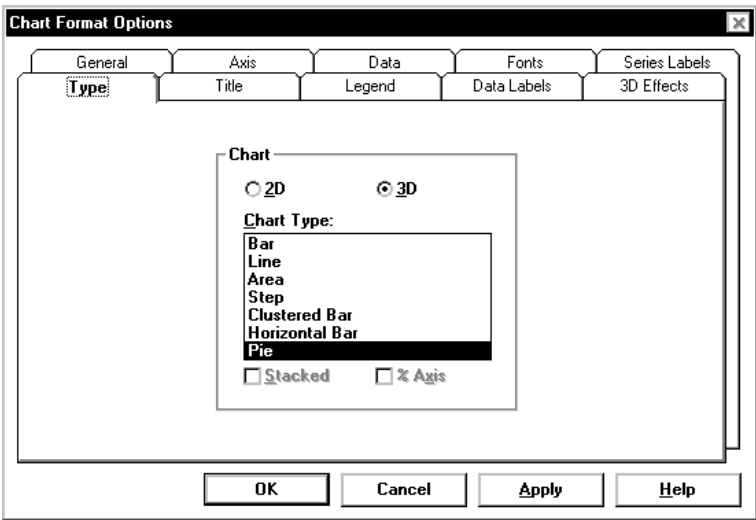 Chart Format Options
General Axis Data Fonts Series Labels
Type Title Legend Data Labels 3D Effects
Chart
2D 3D
Chart Type:
Bar
Line
Area
Step
Clustered Bar
Horizontal Bar
Pie
Stacked % Axis
OK Cancel Apply Help